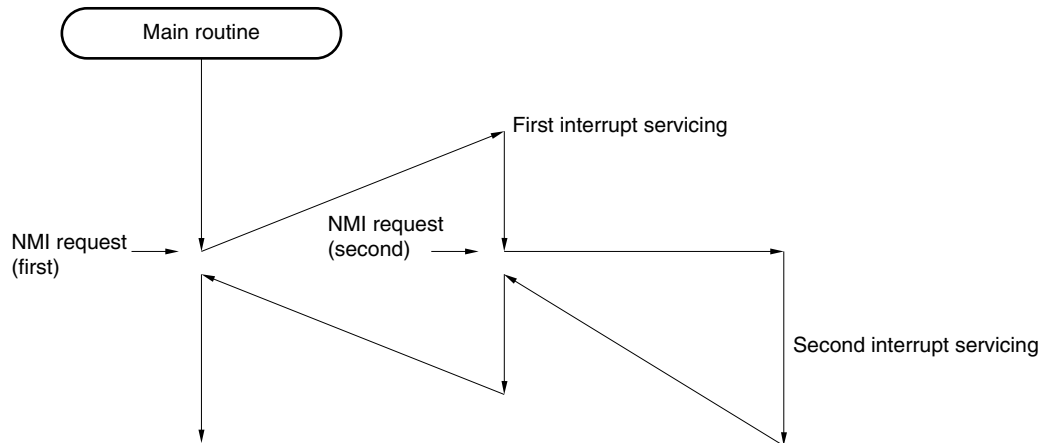 Main routine
First interrupt servicing
NMI request
(first)
NMI request
(second)
Second interrupt servicing